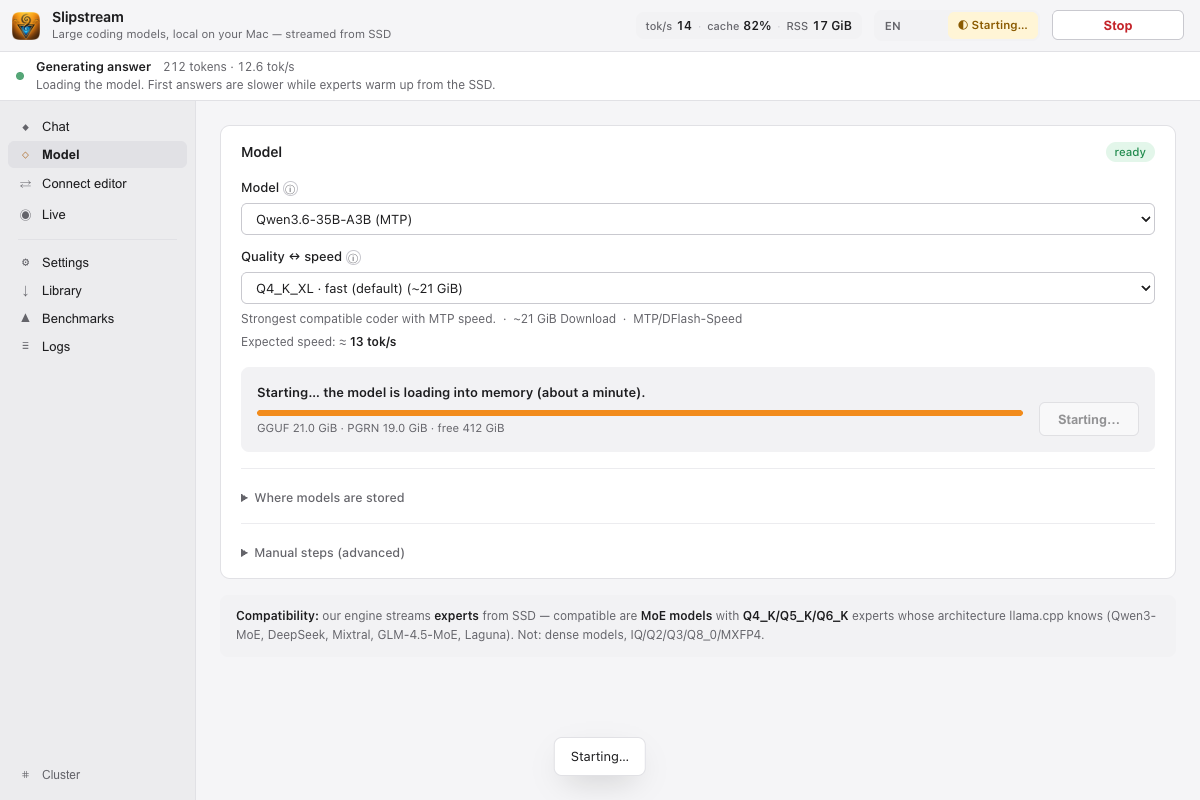 Slipstream
Large coding models, local on your Mac — streamed from SSD
tok/s 14 · cache 82% · RSS 17 GiB
EN
Starting…
Stop
Generating answer 212 tokens · 12.6 tok/s
Loading the model. First answers are slower while experts warm up from the SSD.
Chat
Model
Connect editor
Live
Settings
Library
Benchmarks
Logs
Cluster
Model
ready
Model
Qwen3.6-35B-A3B (MTP)
Quality ↔ speed
Q4_K_XL · fast (default) (~21 GiB)
Strongest compatible coder with MTP speed. · ~21 GiB Download · MTP/DFlash-Speed
Expected speed: ≈ 13 tok/s
Starting… the model is loading into memory (about a minute).
GGUF 21.0 GiB · PGRN 19.0 GiB · free 412 GiB
Starting…
Where models are stored
Manual steps (advanced)
Compatibility: our engine streams experts from SSD — compatible are MoE models with Q4_K/Q5_K/Q6_K experts whose architecture llama.cpp knows (Qwen3-
MoE, DeepSeek, Mixtral, GLM-4.5-MoE, Laguna). Not: dense models, IQ/Q2/Q3/Q8_0/MXFP4.
Starting…